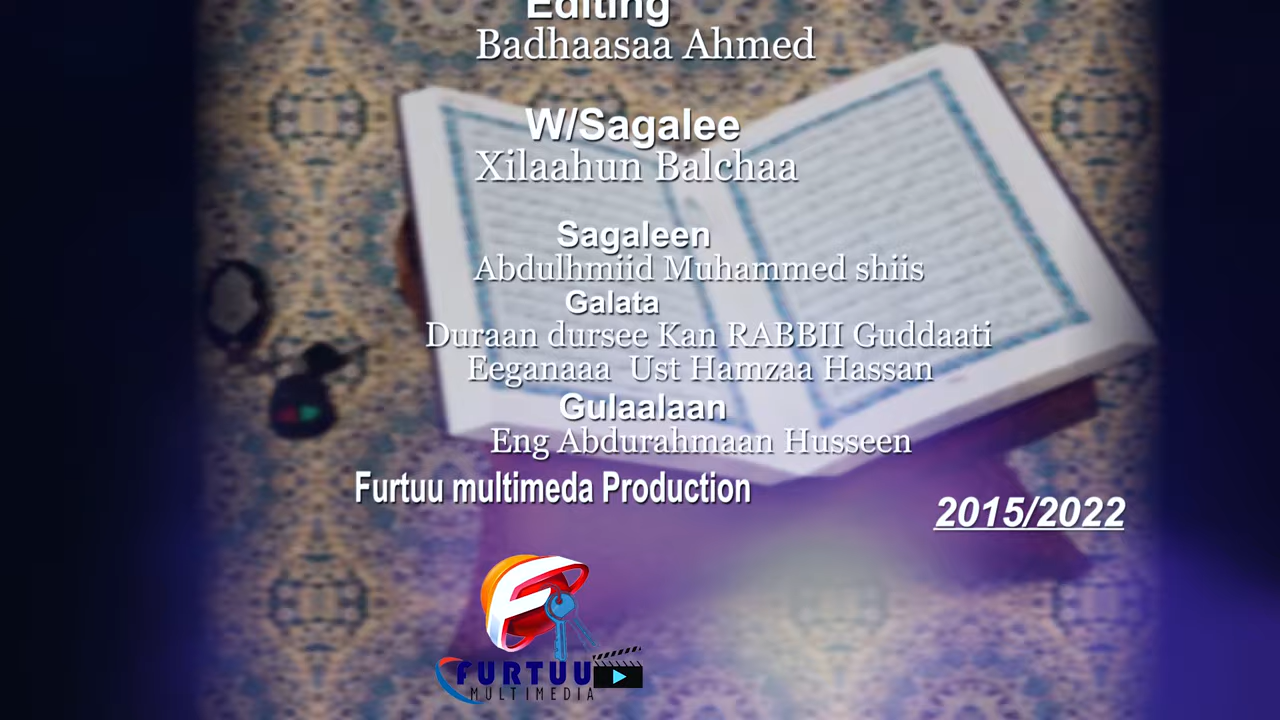 Editing
Badhaasaa Ahmed
W/Sagalee
Xilaahun Balchaa
Sagaleen
Abdulhmiid Muhammed shiis
Galata
Duraan dursee Kan RABBII Guddaati
Eeganaaa Ust Hamzaa Hassan
Gulaalaan
Eng Abdurahmaan Husseen
Furtuu multimeda Production
2015/2022
FURTUU
MULTIMEDIA